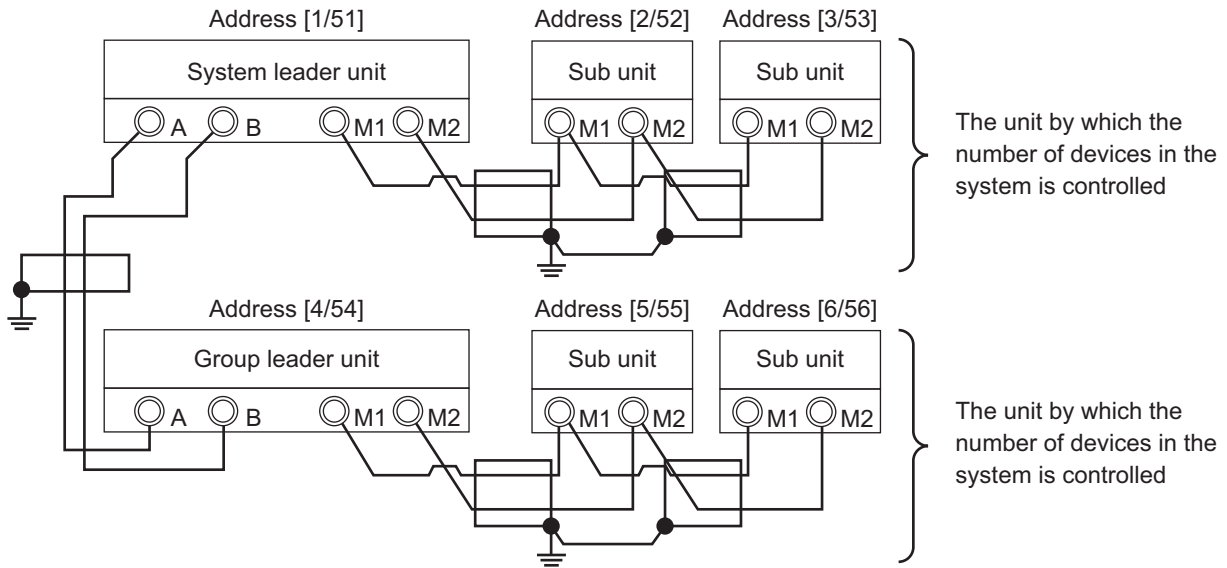 Address [1/51]
Address [2/52]
Address [3/53]
System leader unit
Sub unit
Sub unit
A
B
M1
M2
M1
M2
M1
M2
The unit by which the
number of devices in the
system is controlled
Address [4/54]
Address [5/55]
Address [6/56]
Group leader unit
Sub unit
Sub unit
A
B
M1
M2
M1
M2
M1
M2
The unit by which the
number of devices in the
system is controlled